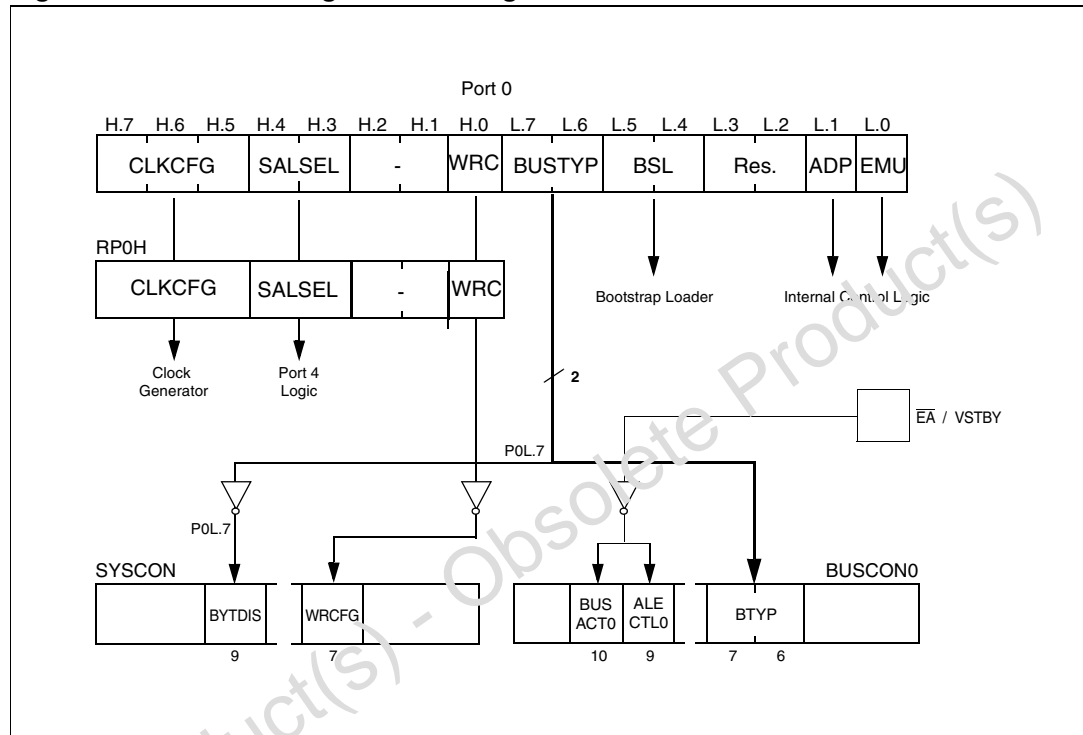 Port 0
H.7 H.6 H.5 H.4 H.3 H.2 H.1 H.0 L.7 L.6 L.5 L.4 L.3 L.2 L.1 L.0
CLKCFG SALSEL - WRC BUSTYP BSL Res. ADP EMU
RP0H
CLKCFG SALSEL - WRC
Bootstrap Loader Internal Control Logic
Clock Generator
Port 4 Logic
2
EA / VSTBY
P0L.7
P0L.7
SYSCON BUSCON0
BYTDIS WRCFG BUS ACT0 ALE CTL0 BTYP
9 7 10 9 7 6
Product(s) - Obsolete Product(s)